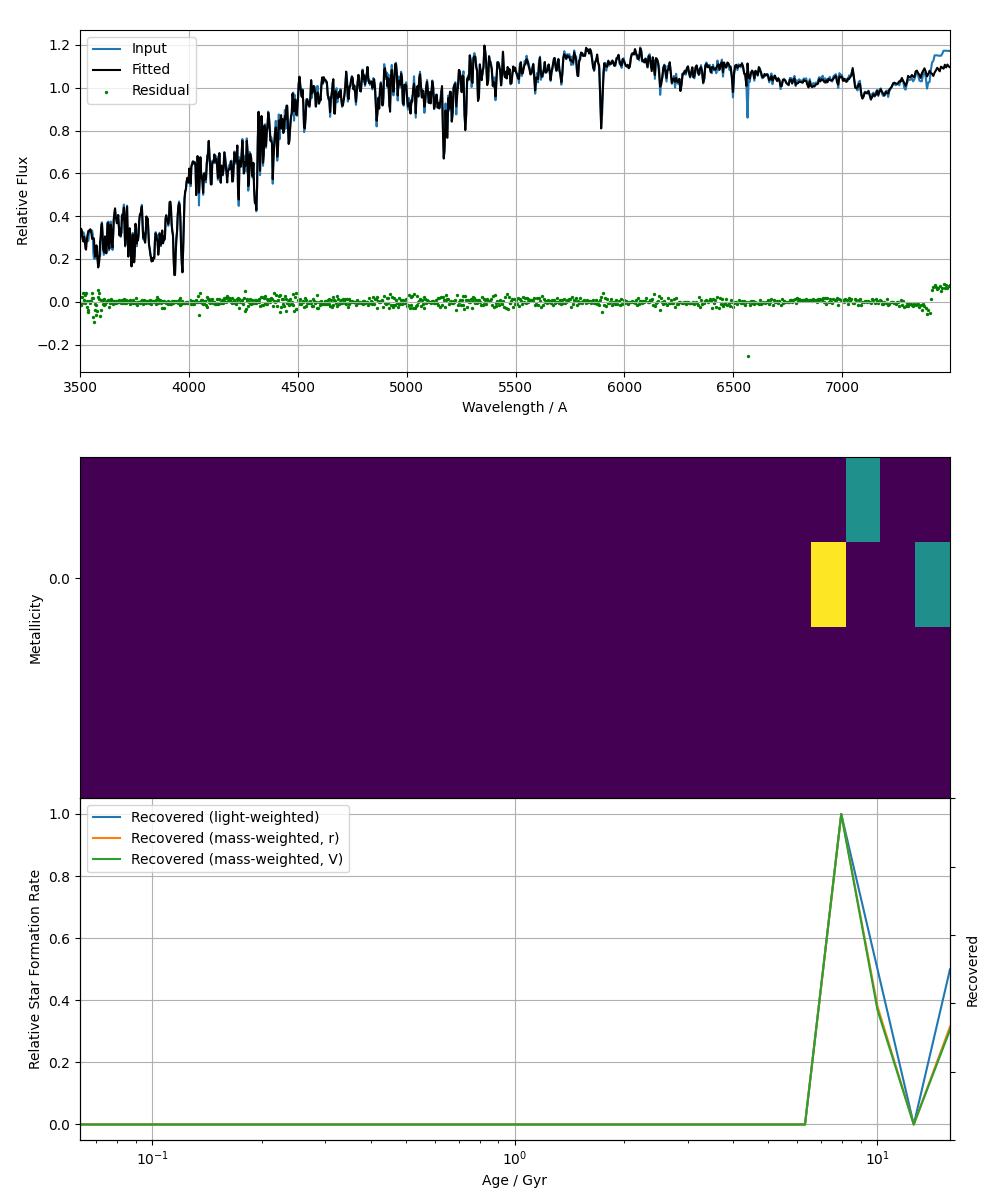 1.2
1.0
0.8
0.6
0.4
0.2
0.0
−0.2
Relative Flux
Input
Fitted
Residual
3500 4000 4500 5000 5500 6000 6500 7000
Wavelength / A
0.0
Metallicity
1.0
0.8
0.6
0.4
0.2
0.0
Relative Star Formation Rate
Recovered (light-weighted)
Recovered (mass-weighted, r)
Recovered (mass-weighted, V)
Recovered
10⁻¹ 10⁰ 10¹
Age / Gyr